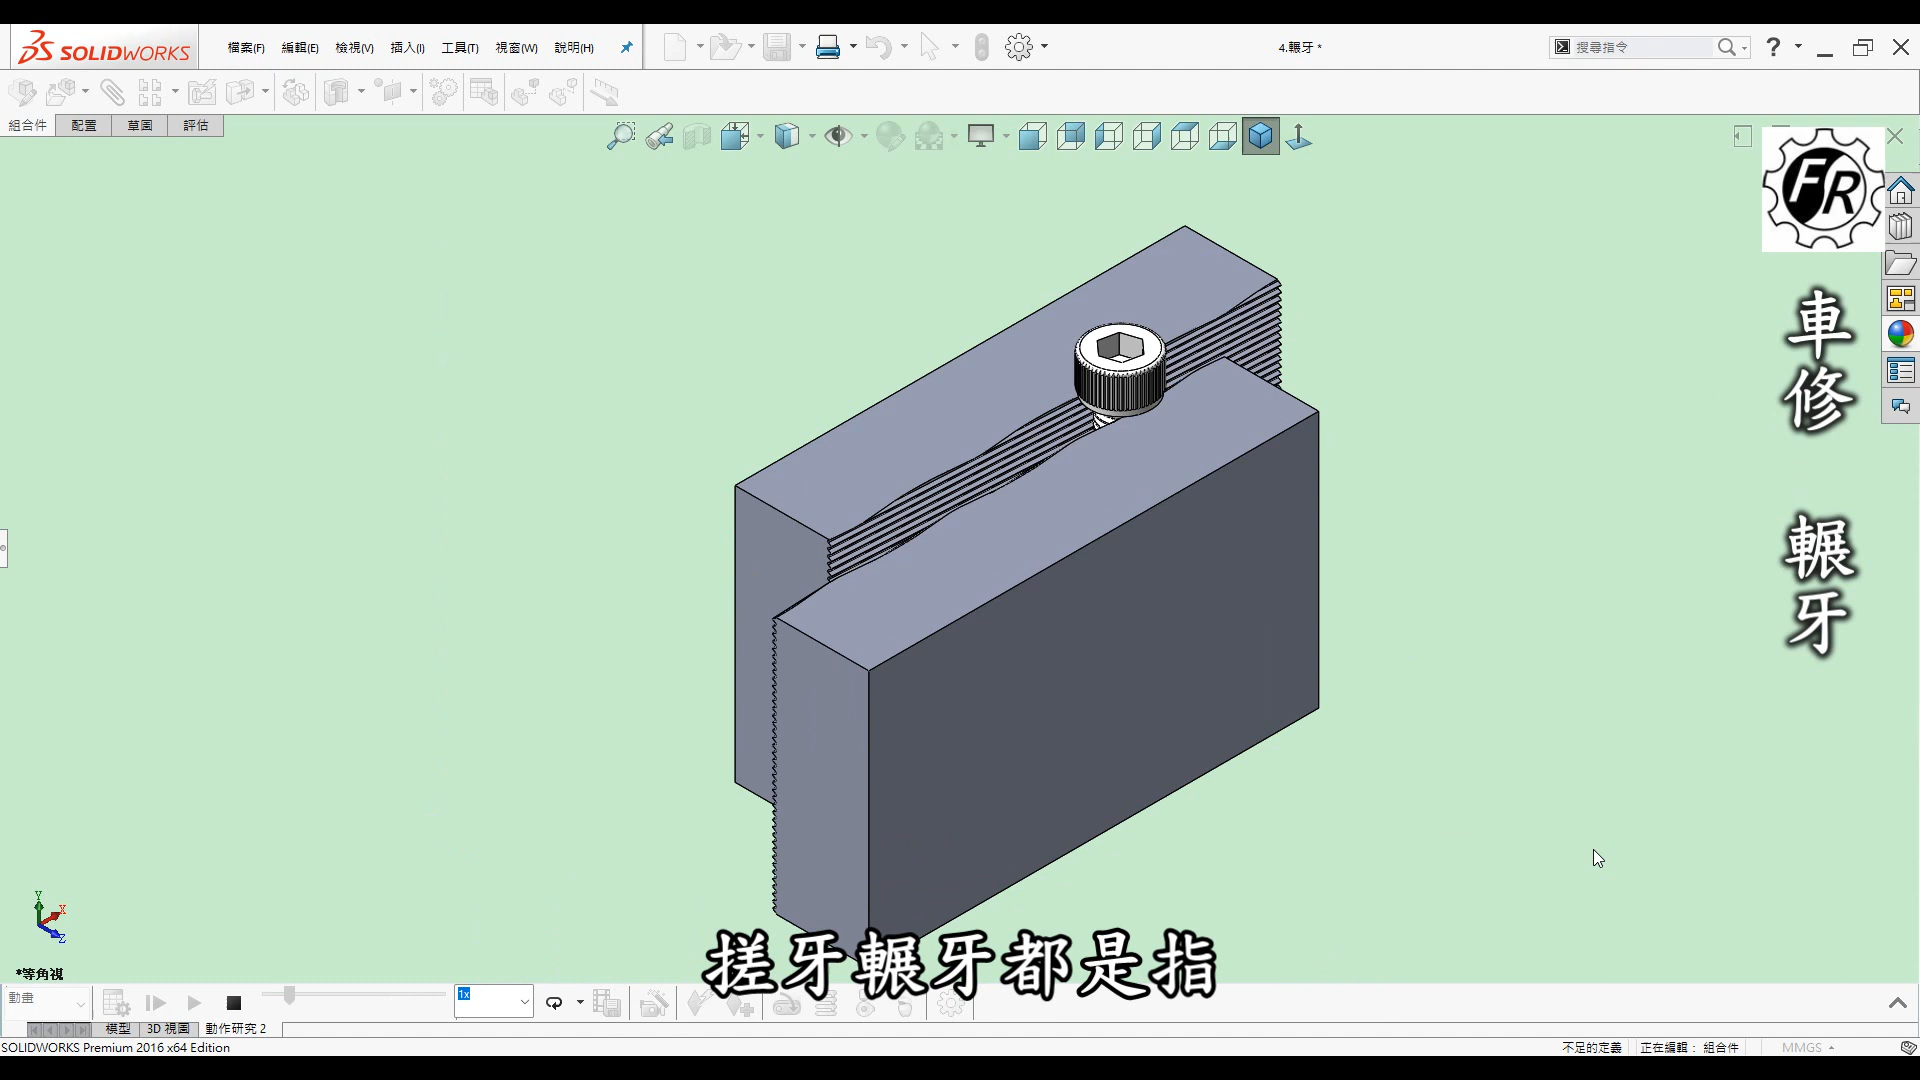 SOLIDWORKS
檔案(F) 編輯(E) 檢視(V) 插入(I) 工具(T) 視窗(W) 說明(H)
4.輾牙 *
搜尋指令
?
組合件 配置 草圖 評估
FR
車修 輾牙
Y
X
Z
*等角視
搓牙輾牙都是指
動畫
1x
模型 3D 視圖 動作研究 2
SOLIDWORKS Premium 2016 x64 Edition
不足的定義 正在編輯： 組合件 MMGS